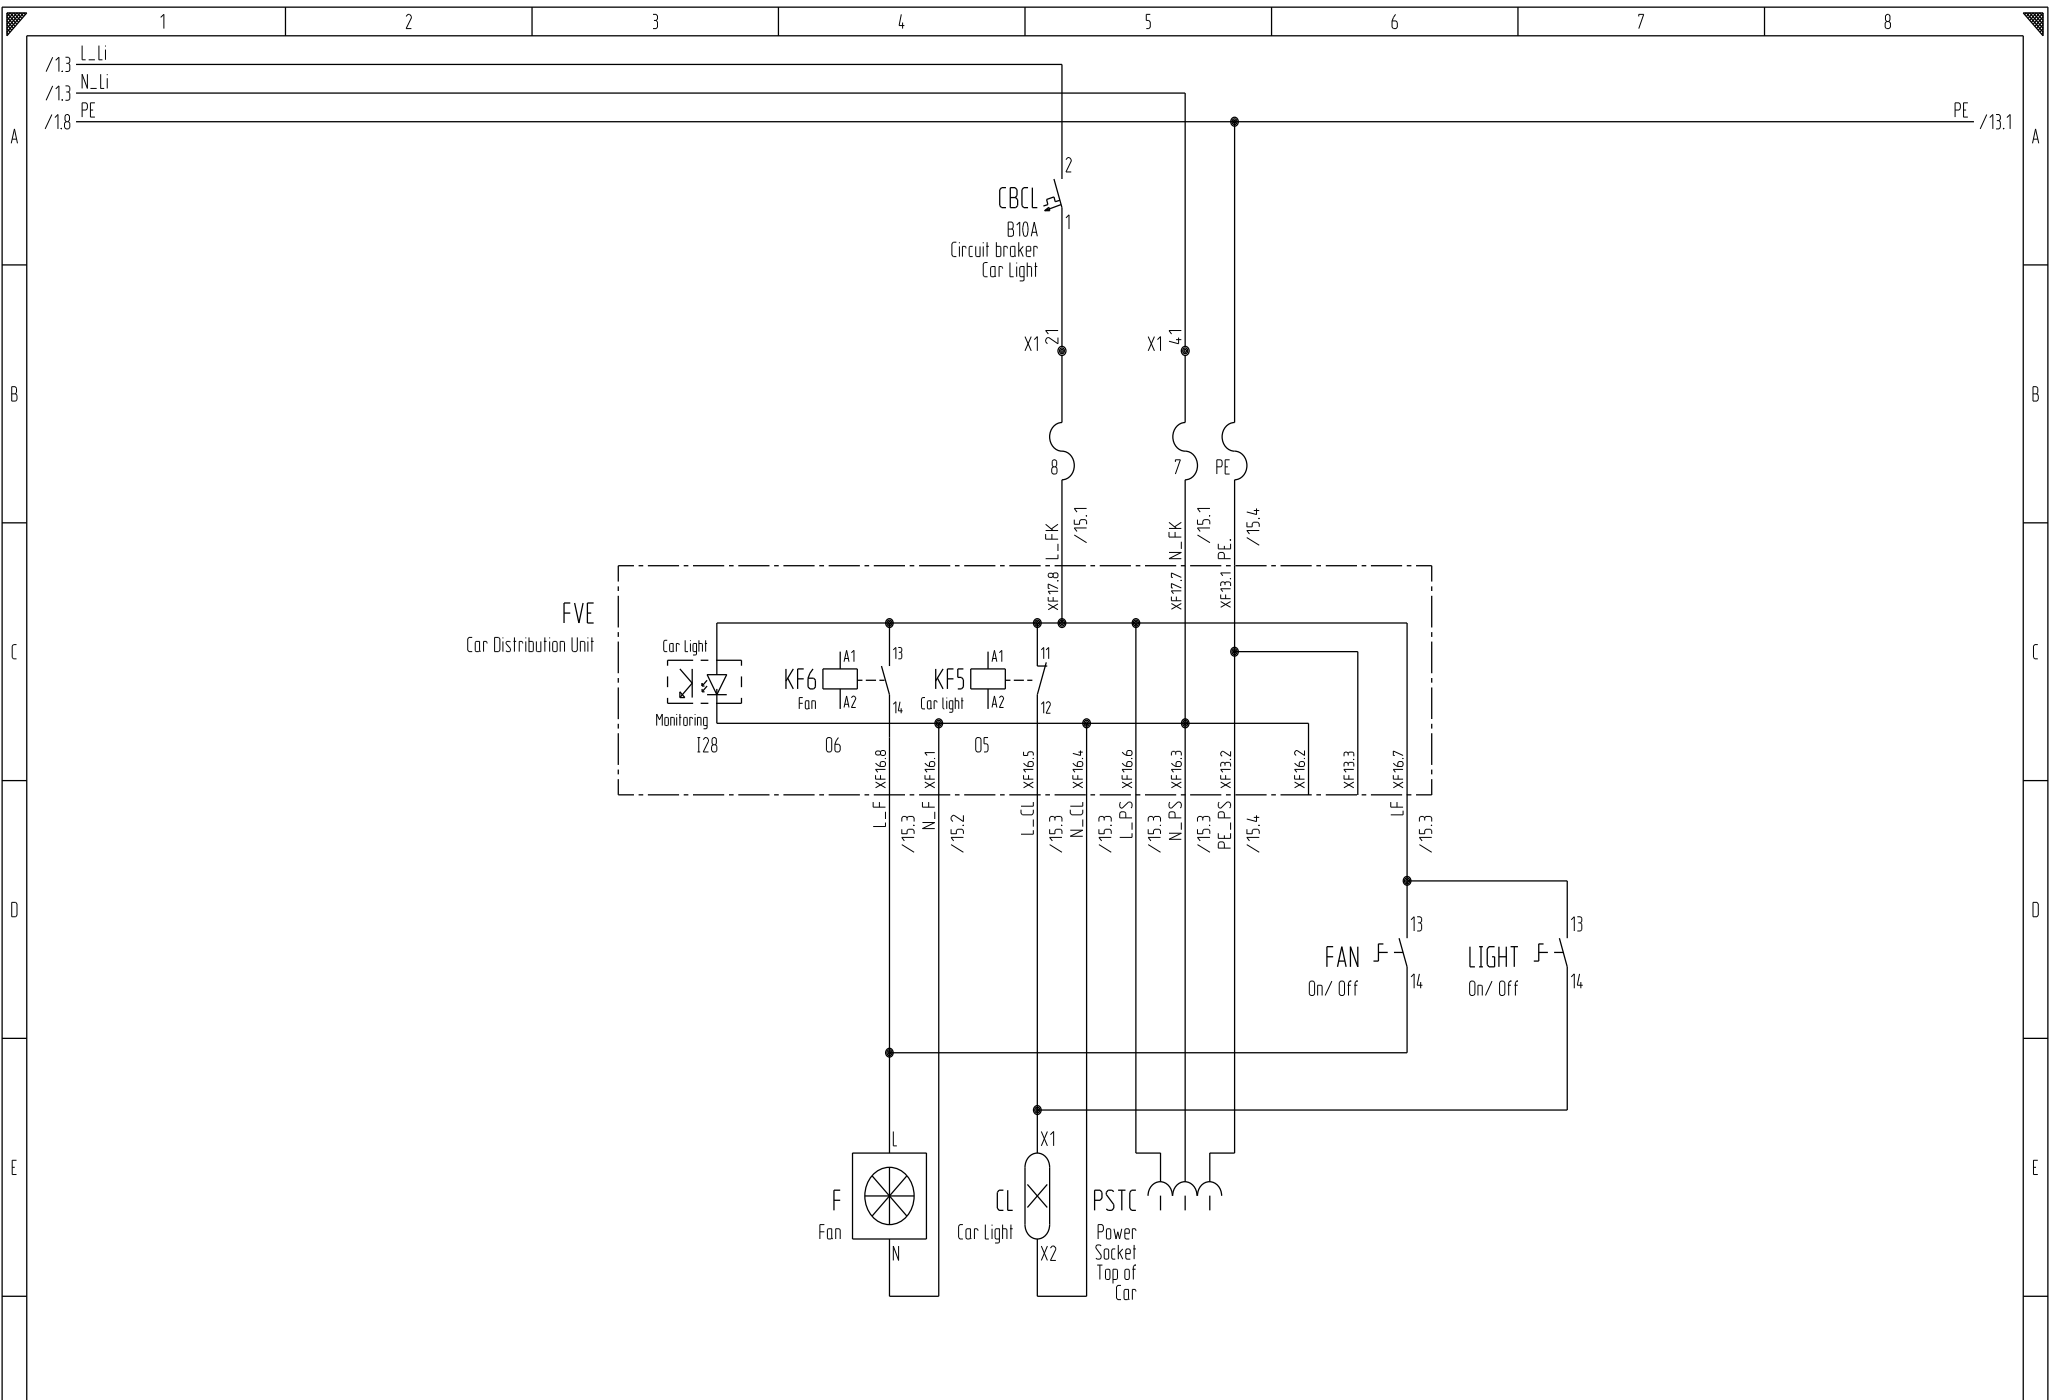 1 2 3 4 5 6 7 8
/1.3 L_Li
/1.3 N_Li
/1.8 PE
PE /13.1
A A
2
CBCL
1
B10A
Circuit braker
Car Light
X1 21
X1 41
B B
8 7 PE
L_FK /15.1
N_FK /15.1
PE. /15.4
XF17.8 XF17.7 XF13.1
FVE
Car Distribution Unit
C C
Car Light
Monitoring
I28
A1
KF6
A2
Fan
13
14
O6
A1
KF5
A2
Car light
11
12
O5
XF16.8 XF16.1 XF16.5 XF16.4 XF16.6 XF16.3 XF13.2 XF16.2 XF13.3 XF16.7
L_F /15.3
N_F /15.2
L_CL /15.3
N_CL /15.3
L_PS /15.3
N_PS /15.3
PE_PS /15.4
LF /15.3
D D
13
FAN
14
On/ Off
13
LIGHT
14
On/ Off
L
F
Fan
N
X1
CL
Car Light
X2
PSTC
Power
Socket
Top of
Car
E E